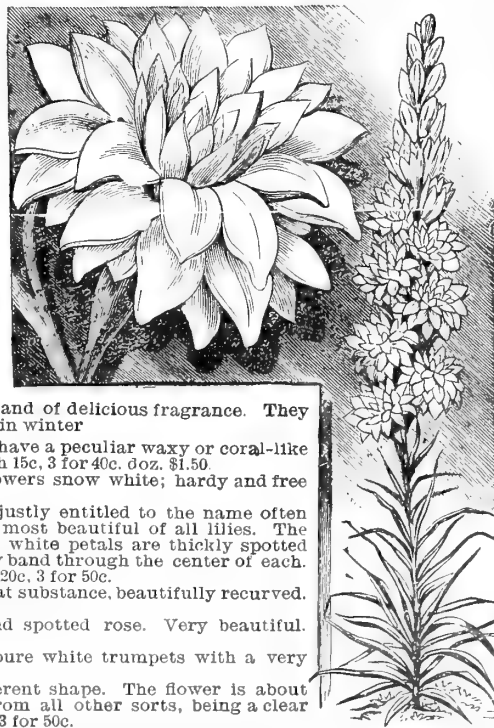 and of delicious fragrance. They
in winter
have a peculiar waxy or coral-like
15c, 3 for 40c. doz. $1.50.
owers snow white; hardy and free
justly entitled to the name often
most beautiful of all lilies. The
white petals are thickly spotted
band through the center of each.
20c, 3 for 50c.
at substance, beautifully recurved.
d spotted rose. Very beautiful.
pure white trumpets with a very
erent shape. The flower is about
rom all other sorts, being a clear
3 for 50c.